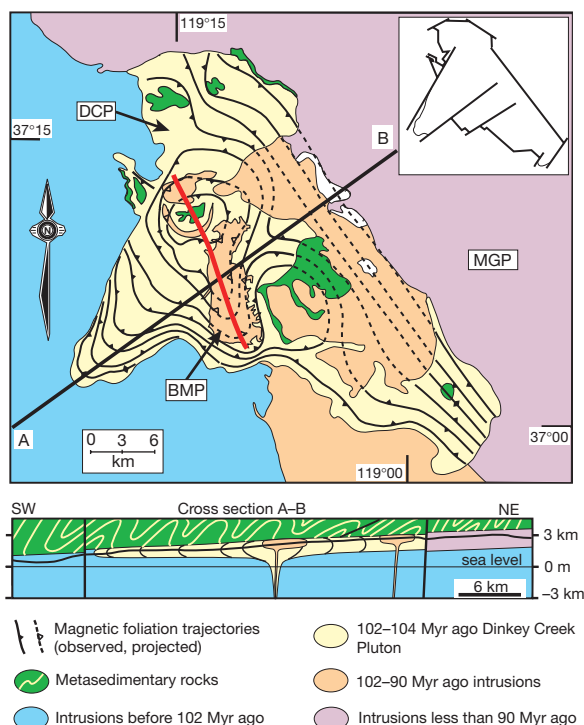 119°15
DCP
37°15
B
N
MGP
BMP
A
0 3 6
km
37°00
119°00
SW
Cross section A–B
NE
3 km
sea level
0 m
6 km
–3 km
Magnetic foliation trajectories
(observed, projected)
102–104 Myr ago Dinkey Creek
Pluton
Metasedimentary rocks
102–90 Myr ago intrusions
Intrusions before 102 Myr ago
Intrusions less than 90 Myr ago